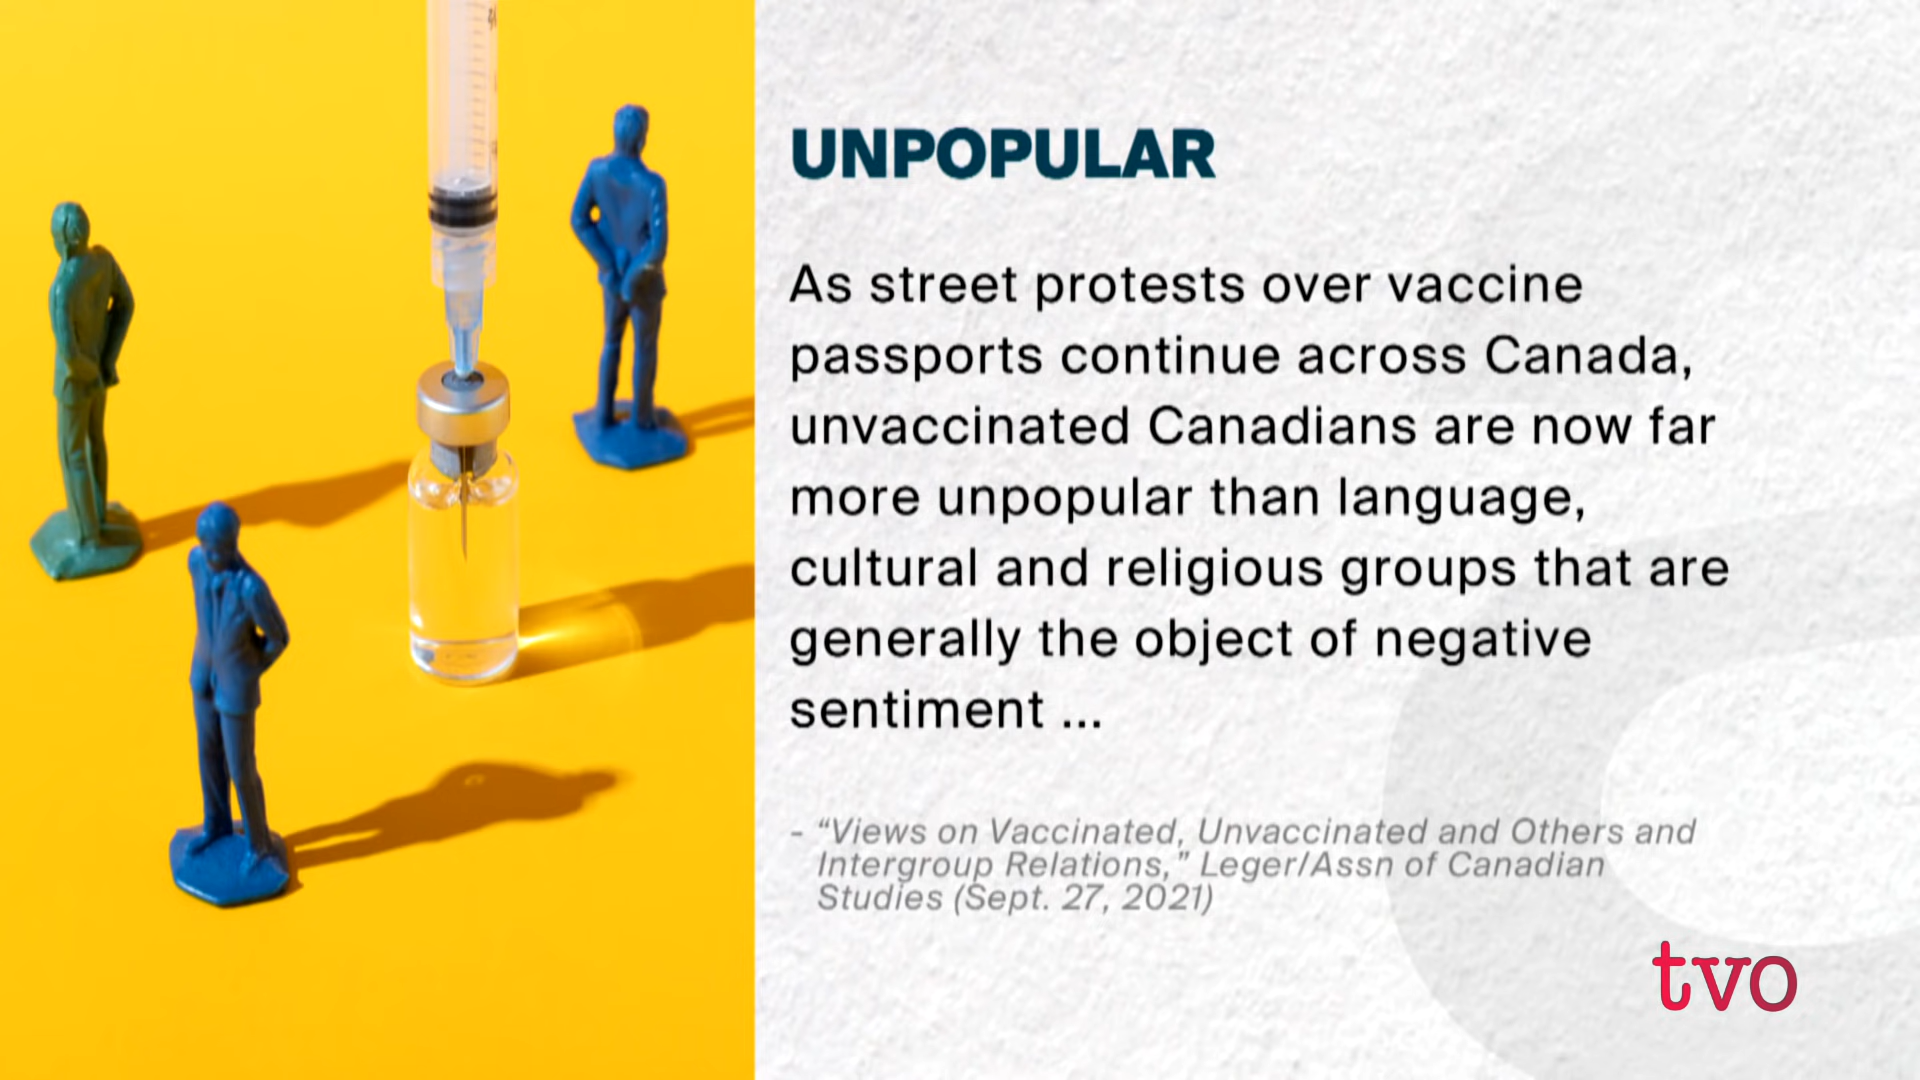 UNPOPULAR
As street protests over vaccine
passports continue across Canada,
unvaccinated Canadians are now far
more unpopular than language,
cultural and religious groups that are
generally the object of negative
sentiment ...
- “Views on Vaccinated, Unvaccinated and Others and
Intergroup Relations,” Leger/Assn of Canadian
Studies (Sept. 27, 2021)
tvo